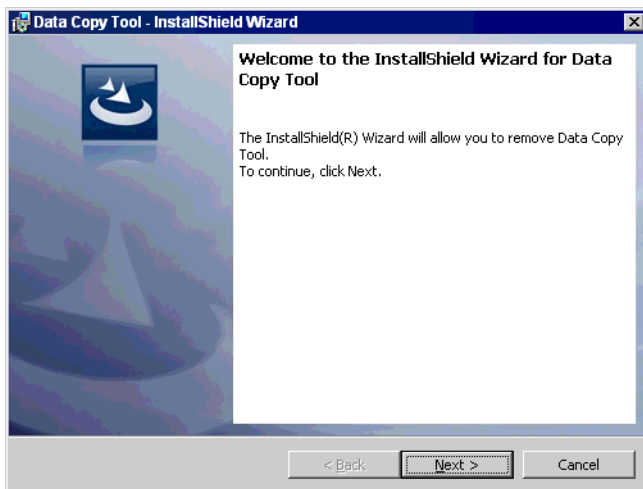 Data Copy Tool - InstallShield Wizard
Welcome to the InstallShield Wizard for Data
Copy Tool
The InstallShield(R) Wizard will allow you to remove Data Copy
Tool.
To continue, click Next.
< Back
Next >
Cancel